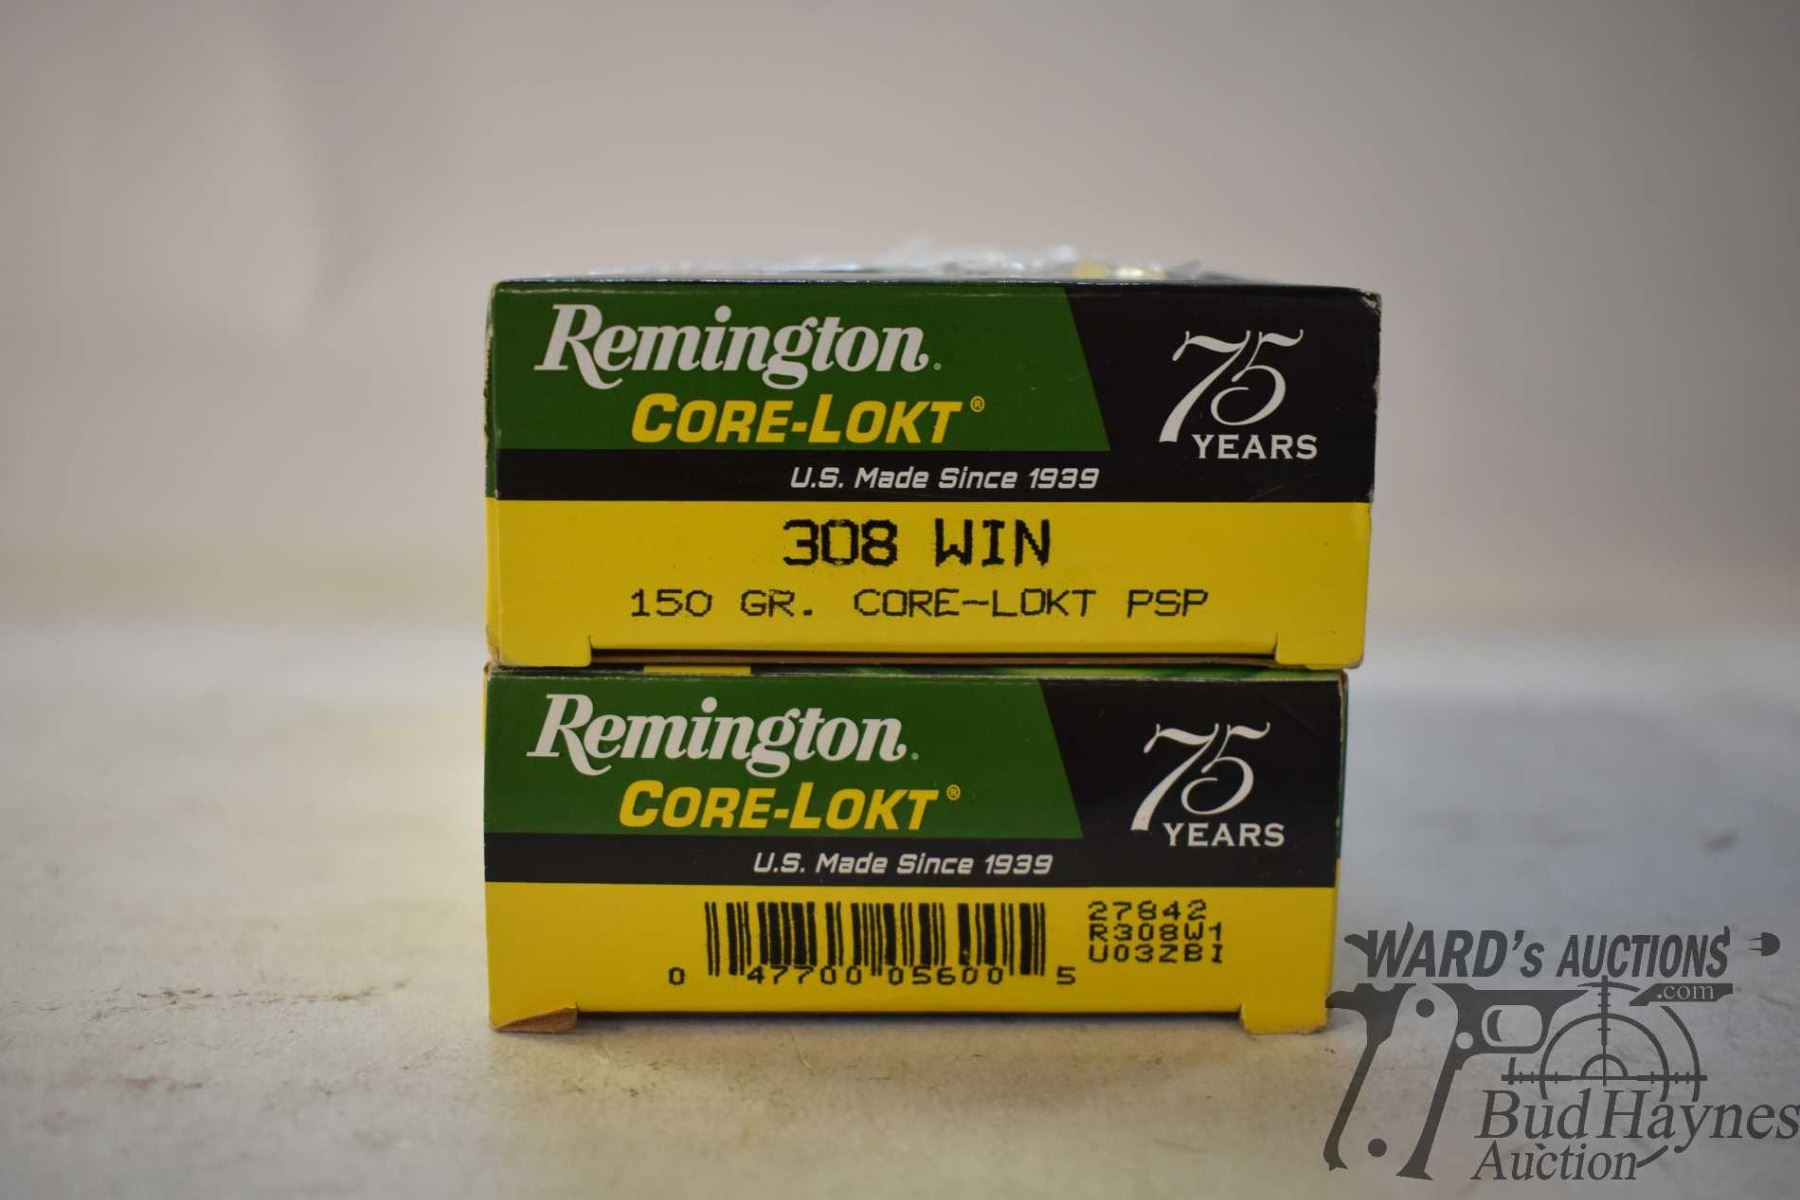 Remington.
CORE-LOKT®
75
YEARS
U.S. Made Since 1939
308 WIN
150 GR. CORE-LOKT PSP
Remington.
CORE-LOKT®
75
YEARS
U.S. Made Since 1939
27842
R308W1
U03ZBI
0 47700 05600 5
WARD's AUCTIONS
.com
Bud Haynes
Auction